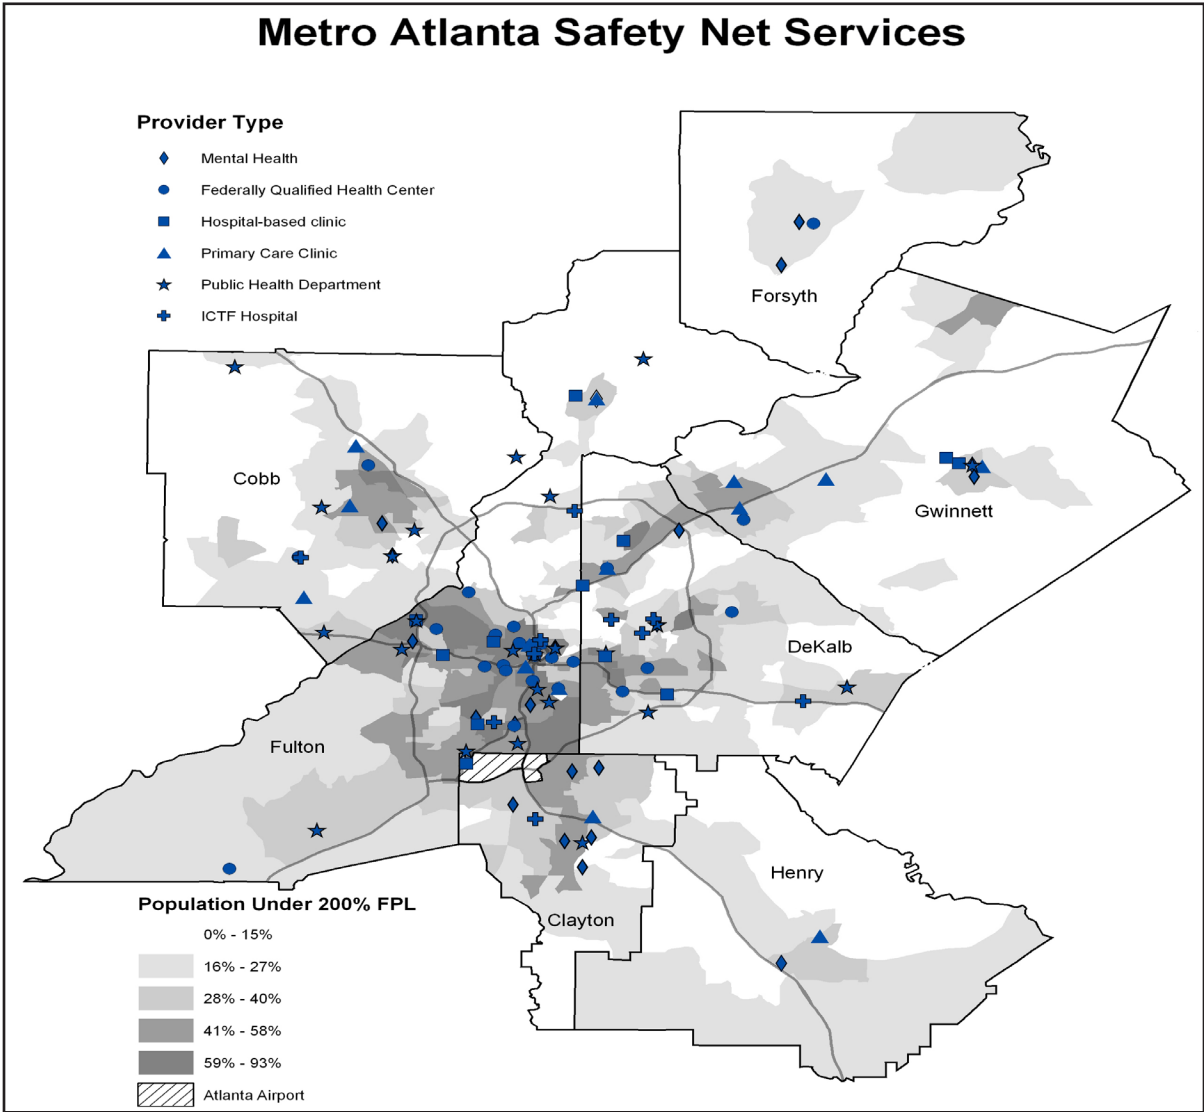 Metro Atlanta Safety Net Services
Provider Type
Mental Health
Federally Qualified Health Center
Hospital-based clinic
Primary Care Clinic
Public Health Department
ICTF Hospital
Forsyth
Cobb
Gwinnett
DeKalb
Fulton
Henry
Clayton
Population Under 200% FPL
0% - 15%
16% - 27%
28% - 40%
41% - 58%
59% - 93%
Atlanta Airport